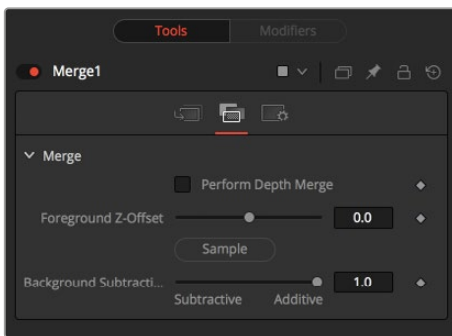 Tools Modifiers
Merge1
Merge
Perform Depth Merge
Foreground Z-Offset 0.0
Sample
Background Subtracti... 1.0
Subtractive Additive